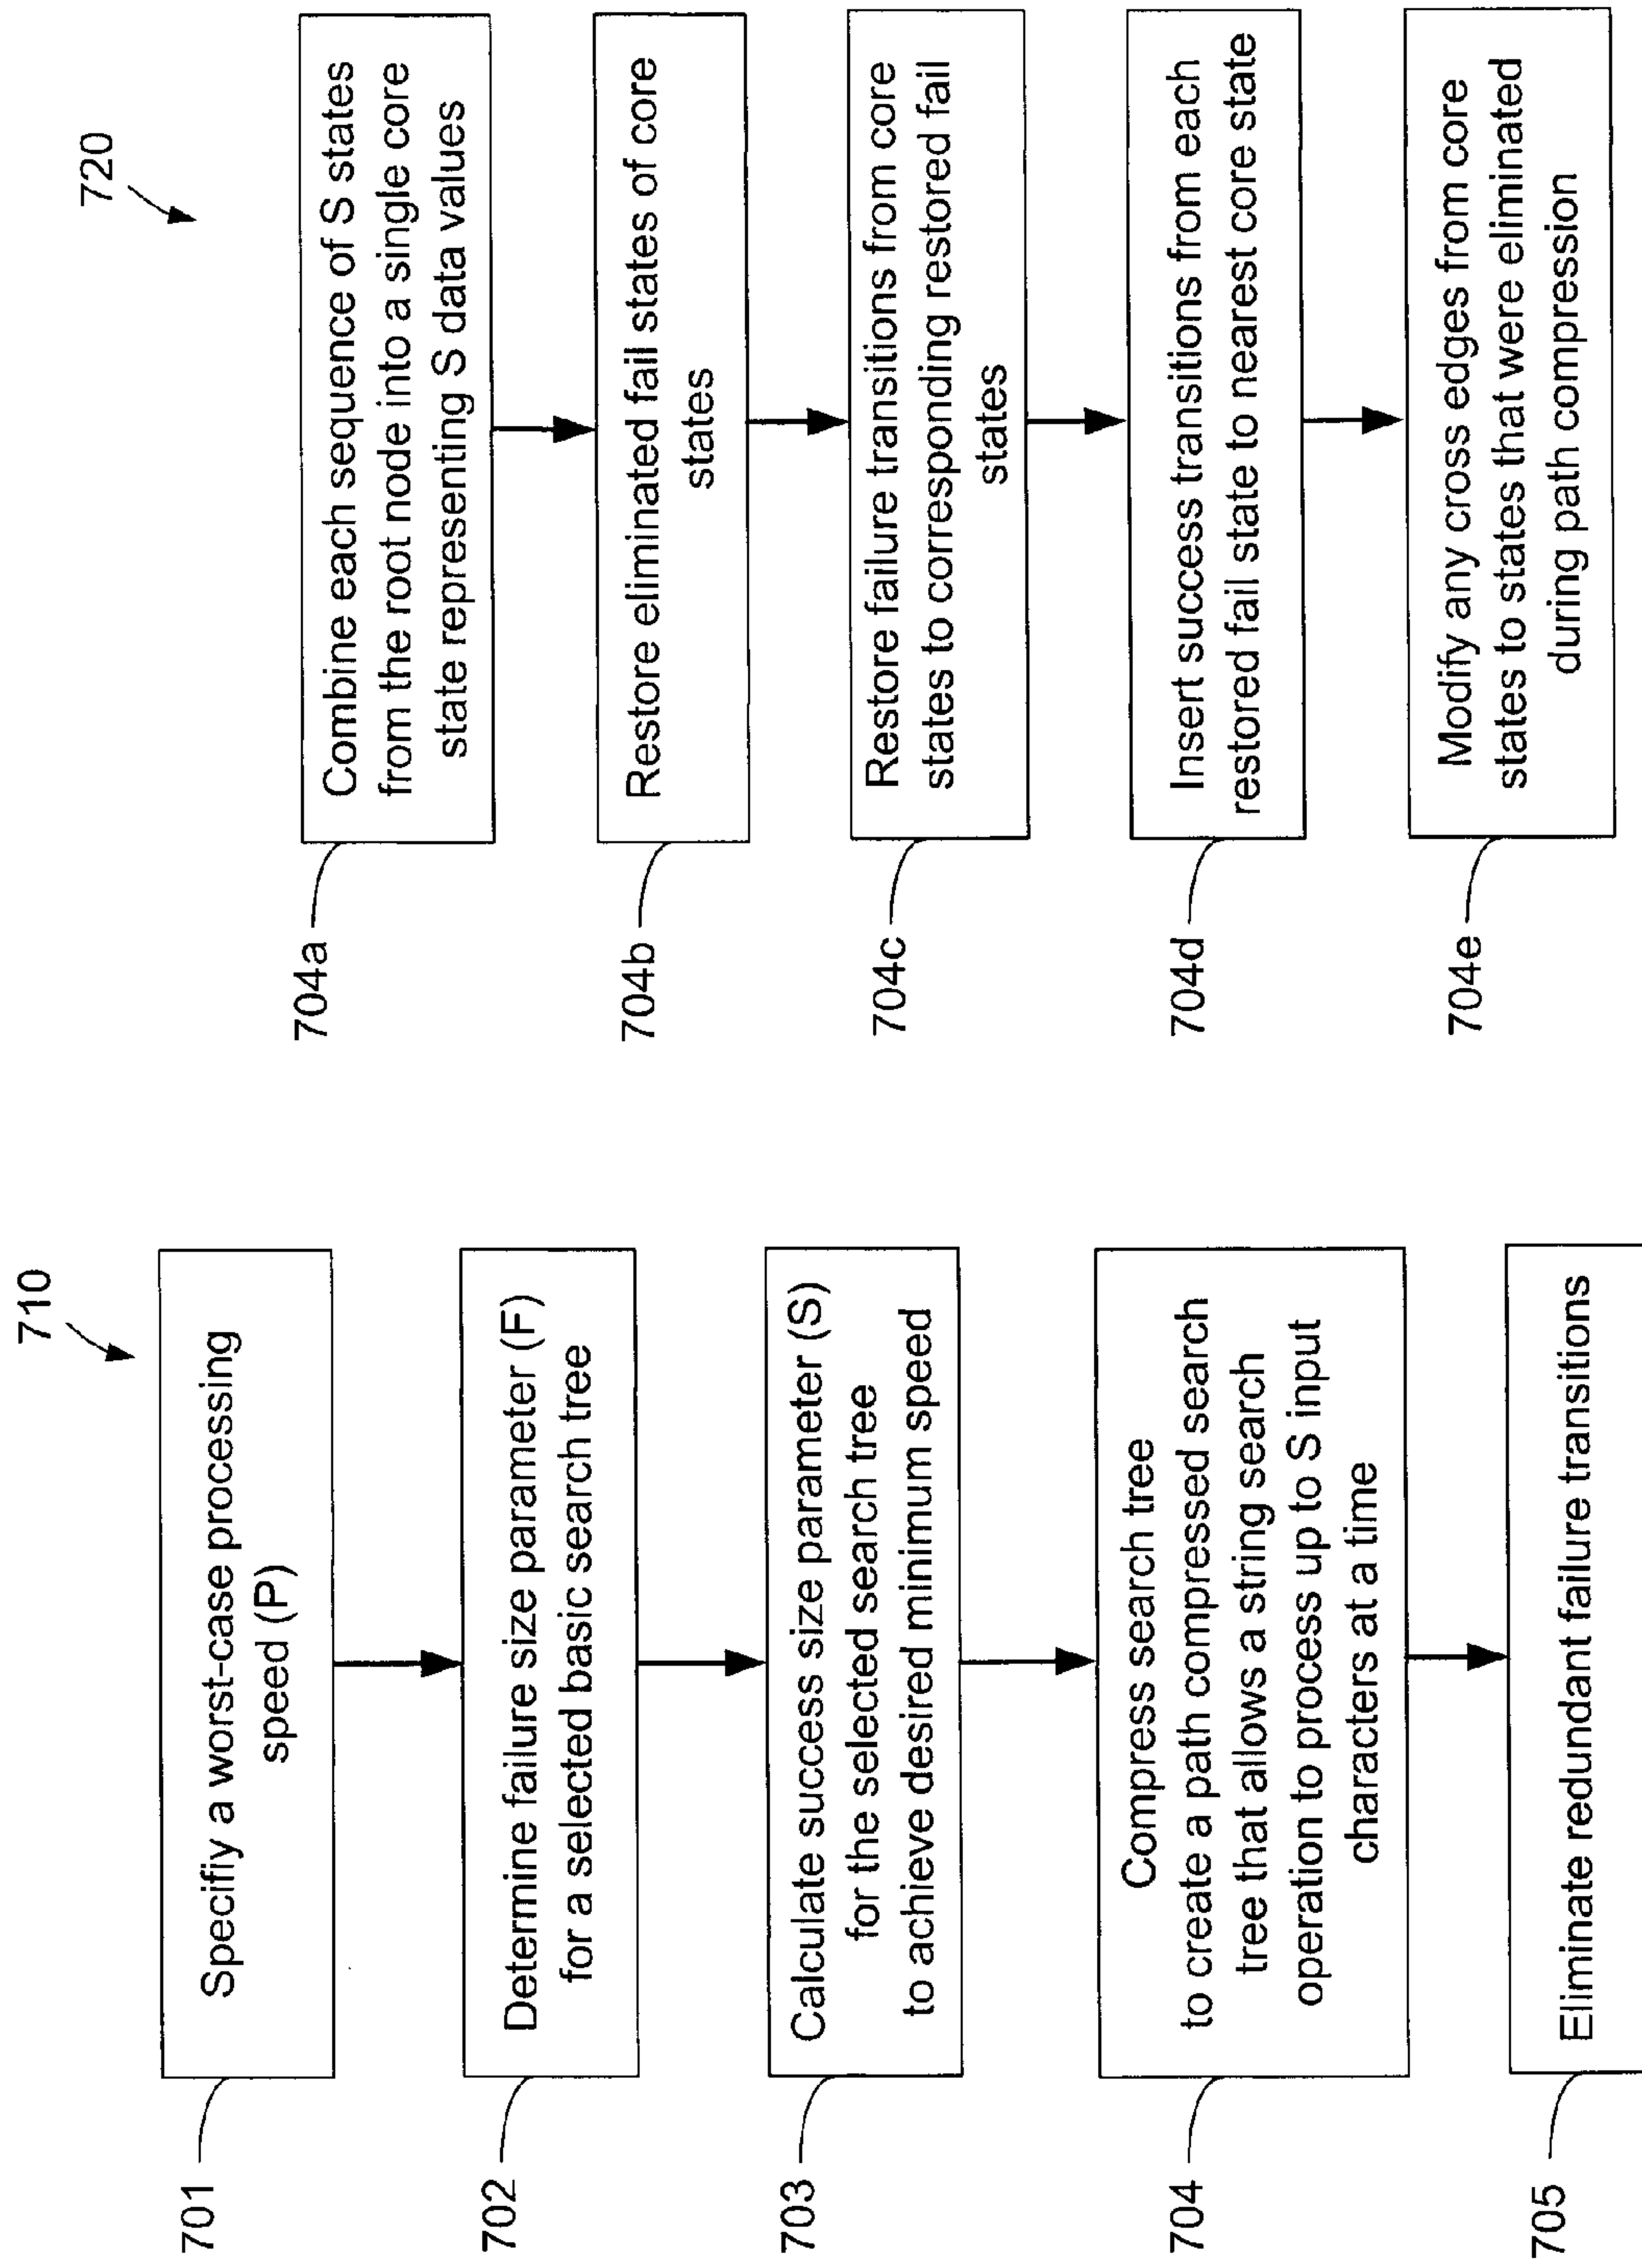 710
701
Specifiy a worst-case processing
speed (P)
702
Determine failure size parameter (F)
for a selected basic search tree
703
Calculate success size parameter (S)
for the selected search tree
to achieve desired minimum speed
704
Compress search tree
to create a path compressed search
tree that allows a string search
operation to process up to S input
characters at a time
705
Eliminate redundant failure transitions
720
704a
Combine each sequence of S states
from the root node into a single core
state representing S data values
704b
Restore eliminated fail states of core
states
704c
Restore failure transitions from core
states to corresponding restored fail
states
704d
Insert success transitions from each
restored fail state to nearest core state
704e
Modify any cross edges from core
states to states that were eliminated
during path compression